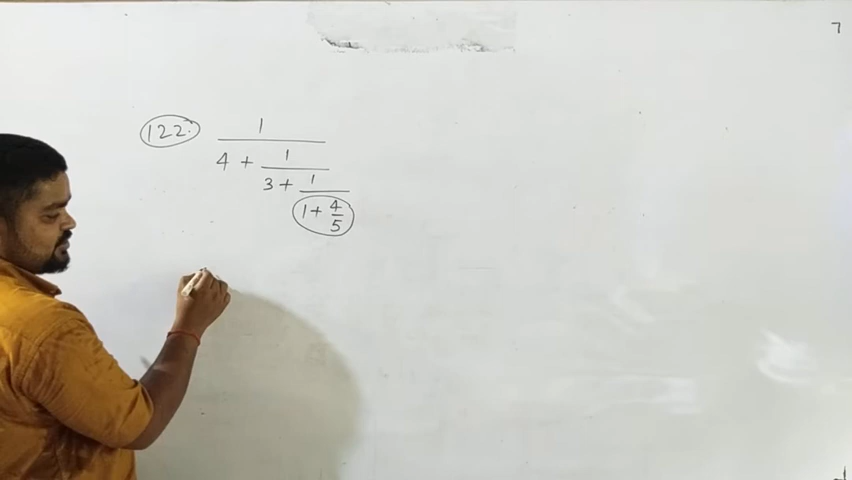 122.
1
4 + 1
3 + 1
1 + 4/5
7